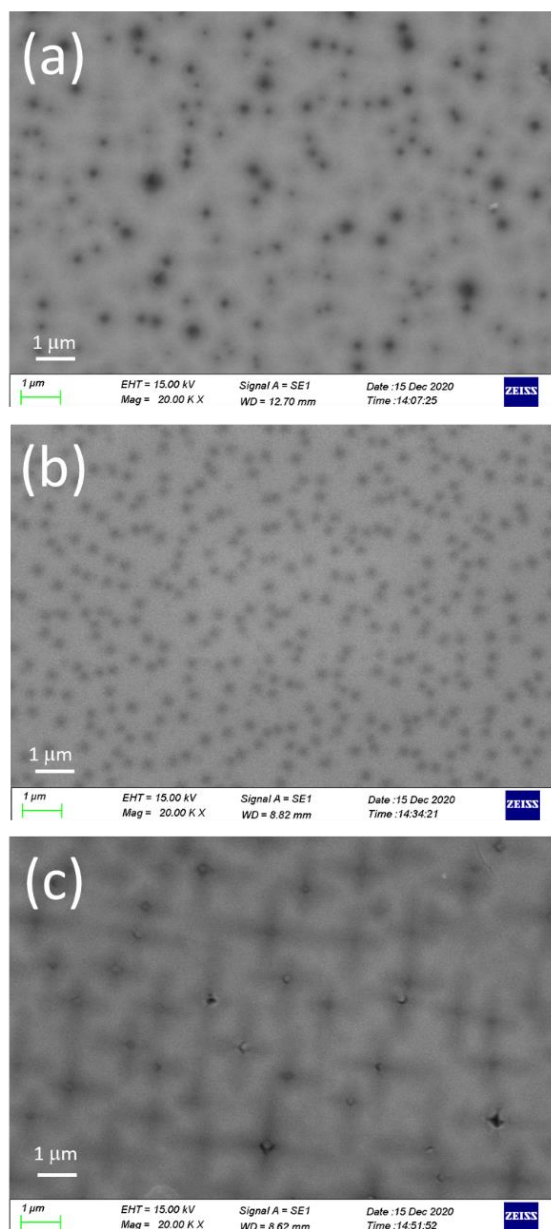 (a)
1 μm
1 μm EHT = 15.00 kV Signal A = SE1 Date :15 Dec 2020
Mag = 20.00 K X WD = 12.70 mm Time :14:07:25 ZEISS
(b)
1 μm
1 μm EHT = 15.00 kV Signal A = SE1 Date :15 Dec 2020
Mag = 20.00 K X WD = 8.82 mm Time :14:34:21 ZEISS
(c)
1 μm
1 μm EHT = 15.00 kV Signal A = SE1 Date :15 Dec 2020
Mag = 20.00 K X WD = 8.62 mm Time :14:51:52 ZEISS